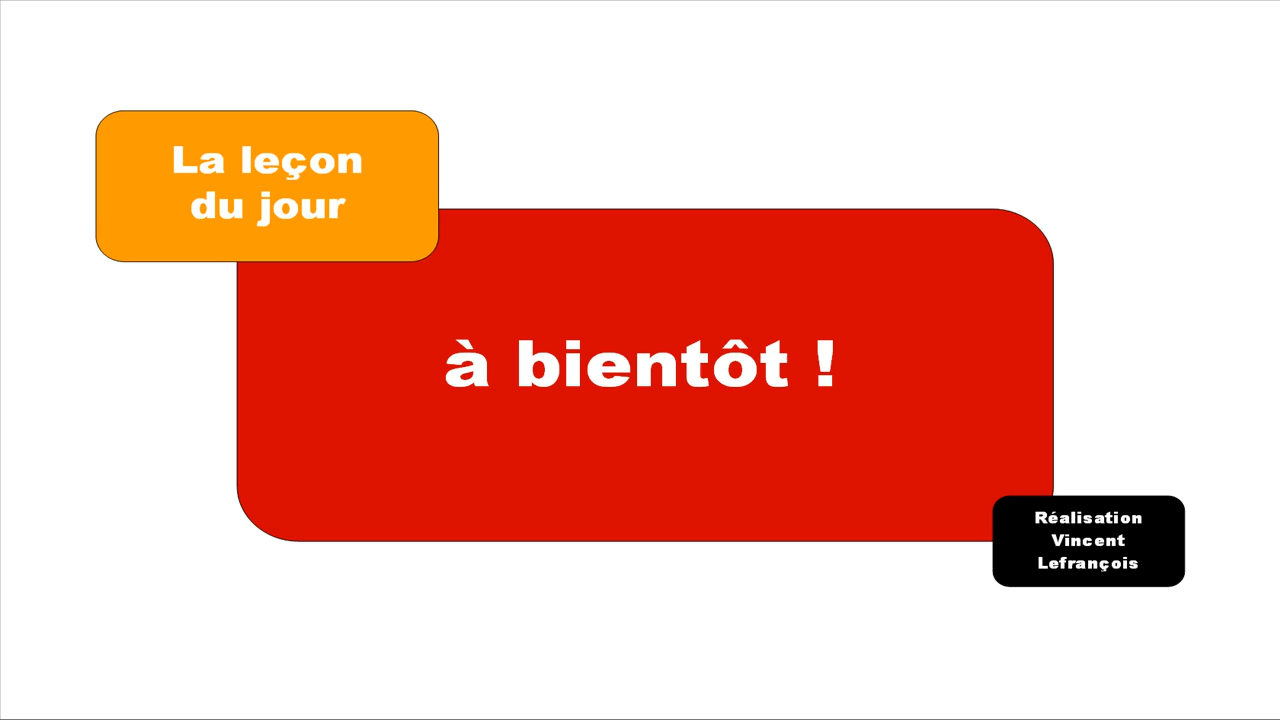 La leçon
du jour
à bientôt !
Réalisation
Vincent
Lefrançois